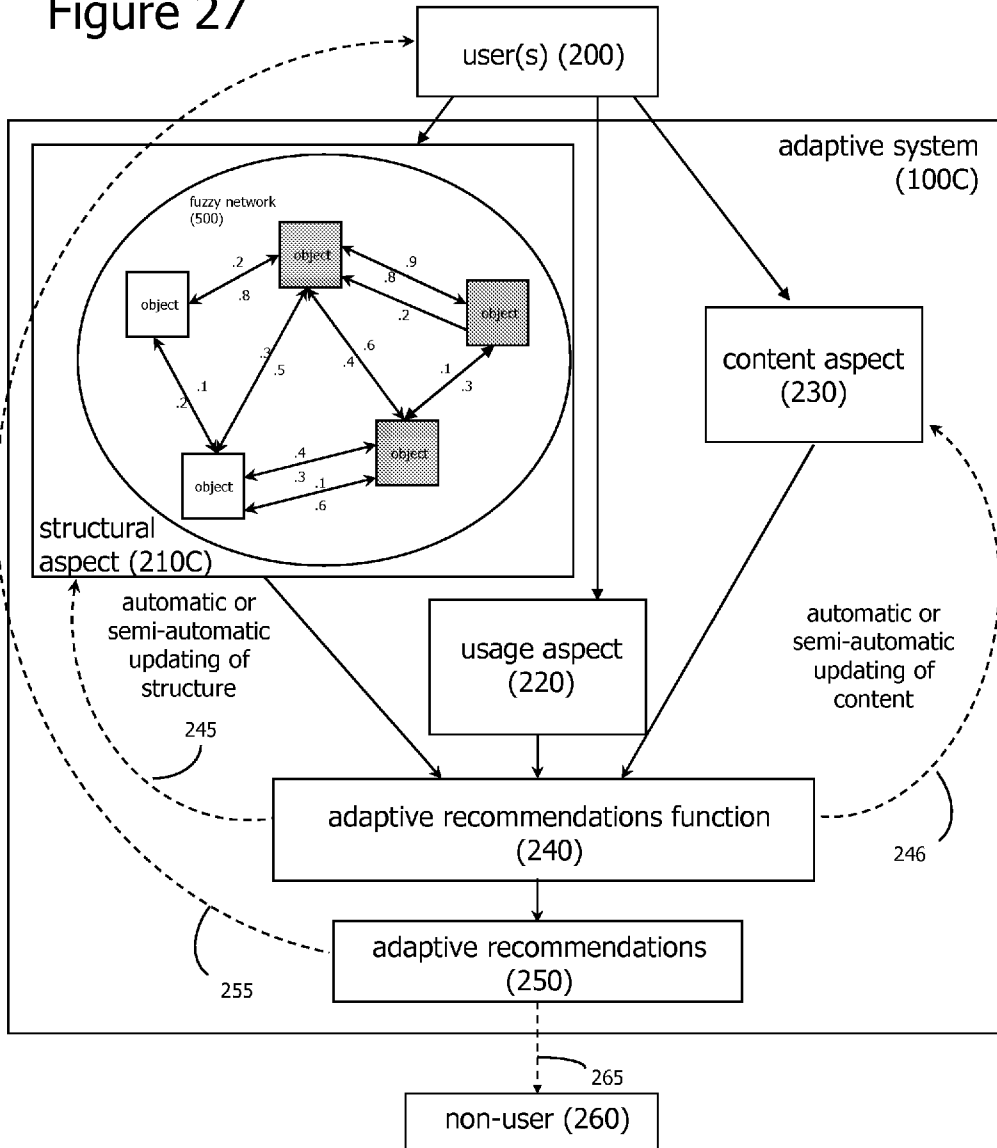 Figure 27
user(s) (200)
adaptive system
(100C)
fuzzy network
(500)
object
.2
.8
object
.9
.8
.2
object
.3
.5
.6
.4
.1
.3
.1
.2
object
.4
.3
.1
.6
object
structural
aspect (210C)
content aspect
(230)
automatic or
semi-automatic
updating of
structure
245
usage aspect
(220)
automatic or
semi-automatic
updating of
content
246
adaptive recommendations function
(240)
adaptive recommendations
(250)
255
265
non-user (260)